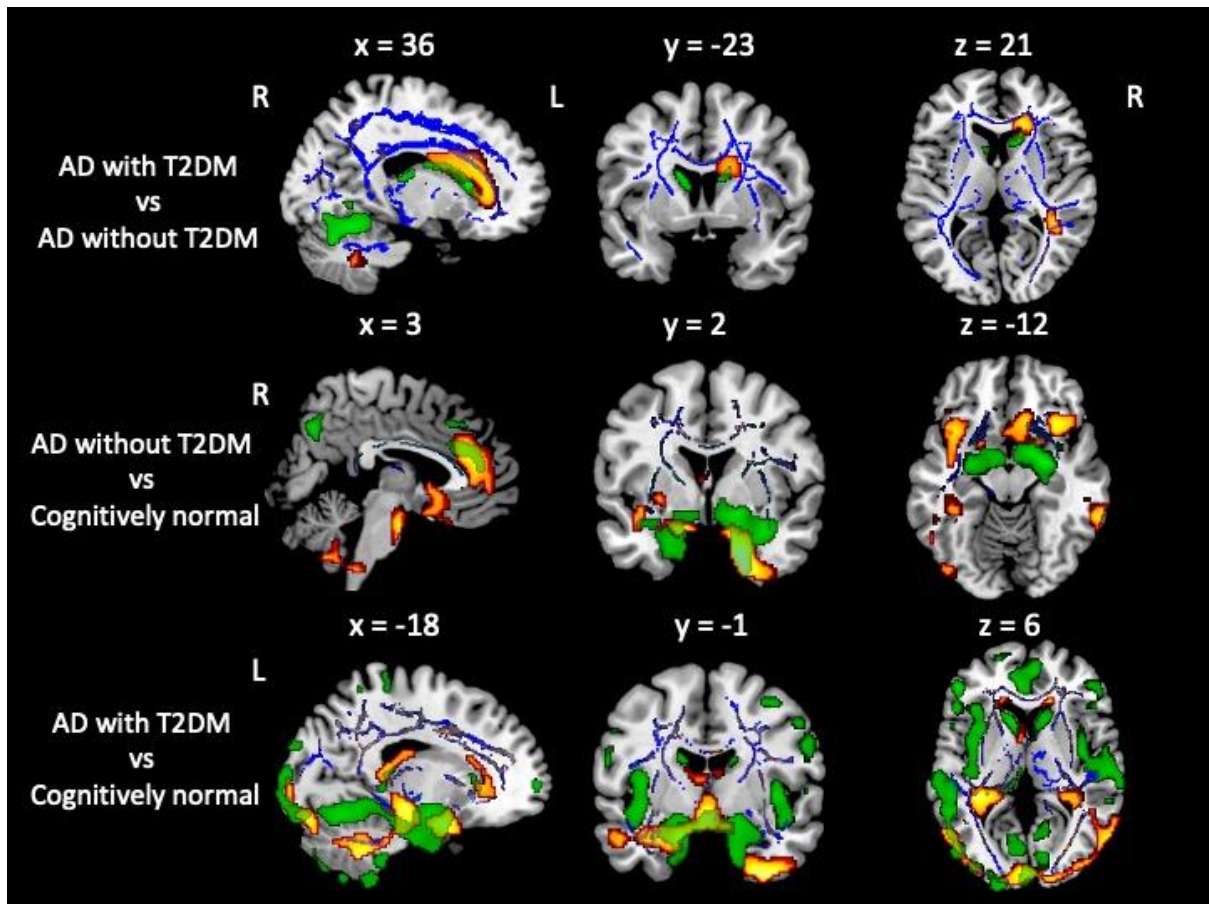 x = 36
y = -23
z = 21
R
L
R
AD with T2DM
vs
AD without T2DM
x = 3
y = 2
z = -12
R
AD without T2DM
vs
Cognitively normal
x = -18
y = -1
z = 6
L
AD with T2DM
vs
Cognitively normal